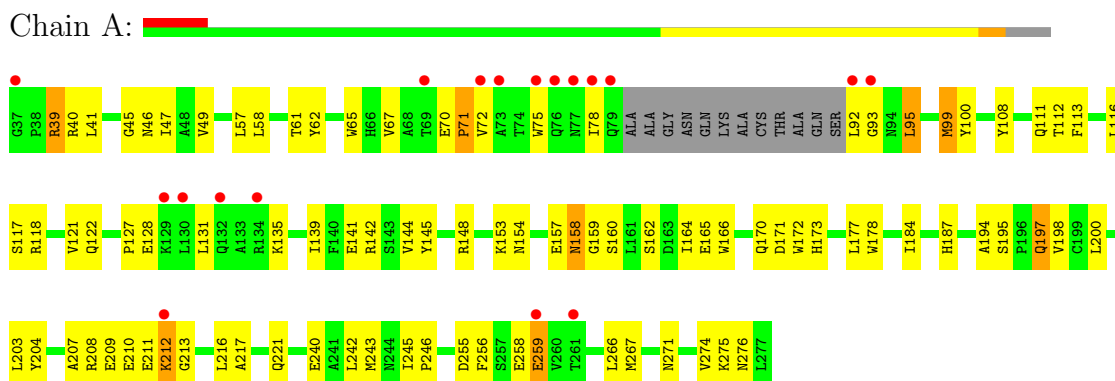 Chain A:
G37 P38 R39 R40 L41 G45 N46 I47 A48 V49 L57 L58 T61 Y62 W65 H66 V67 A68 T69 E70 P71 V72 A73 T74 W75 Q76 N77 I78 Q79 ALA ALA GLY ASN GLN LYS ALA CYS THR ALA GLN SER L92 G93 N94 L95 M99 Y100 Y108 Q111 T112 F113 L116
S117 R118 V121 Q122 P127 E128 K129 L130 L131 Q132 A133 R134 K135 I139 F140 E141 R142 S143 V144 Y145 R148 K153 N154 E157 N158 G159 S160 L161 S162 D163 I164 E165 W166 Q170 D171 W172 H173 L177 W178 I184 H187 A194 S195 P196 Q197 V198 C199 L200
L203 Y204 A207 R208 E209 E210 E211 K212 G213 L216 A217 Q221 E240 A241 L242 M243 N244 I245 P246 D255 F256 S257 E258 E259 V260 T261 L266 M267 N271 V274 K275 N276 L277